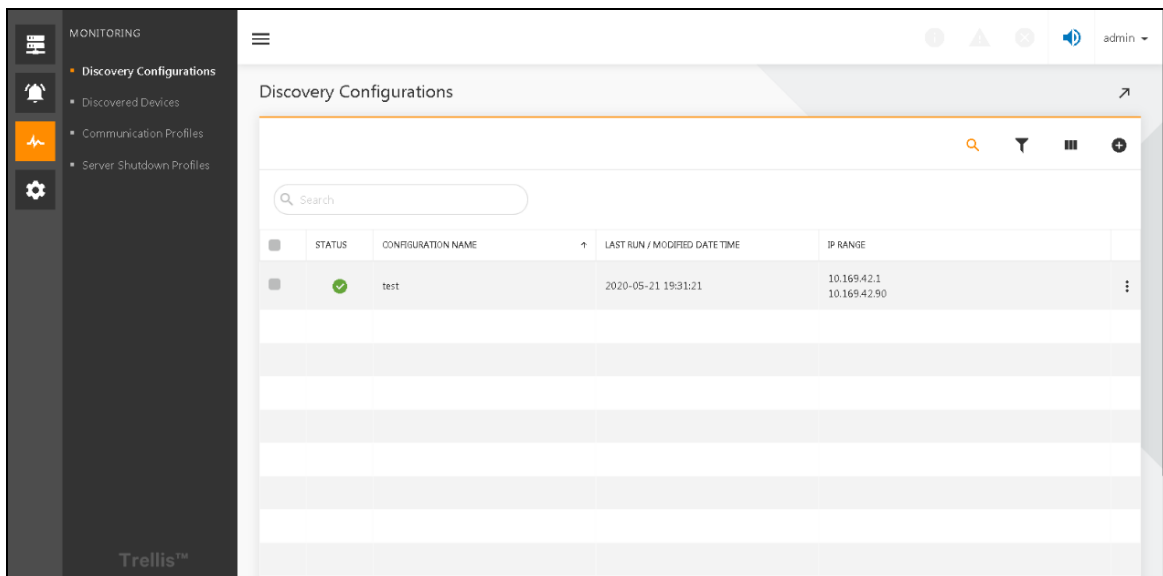 MONITORING
Discovery Configurations
Discovered Devices
Communication Profiles
Server Shutdown Profiles
Trellis™
admin
Discovery Configurations
Search
STATUS CONFIGURATION NAME ↑ LAST RUN / MODIFIED DATE TIME IP RANGE
test 2020-05-21 19:31:21 10.169.42.1
10.169.42.90